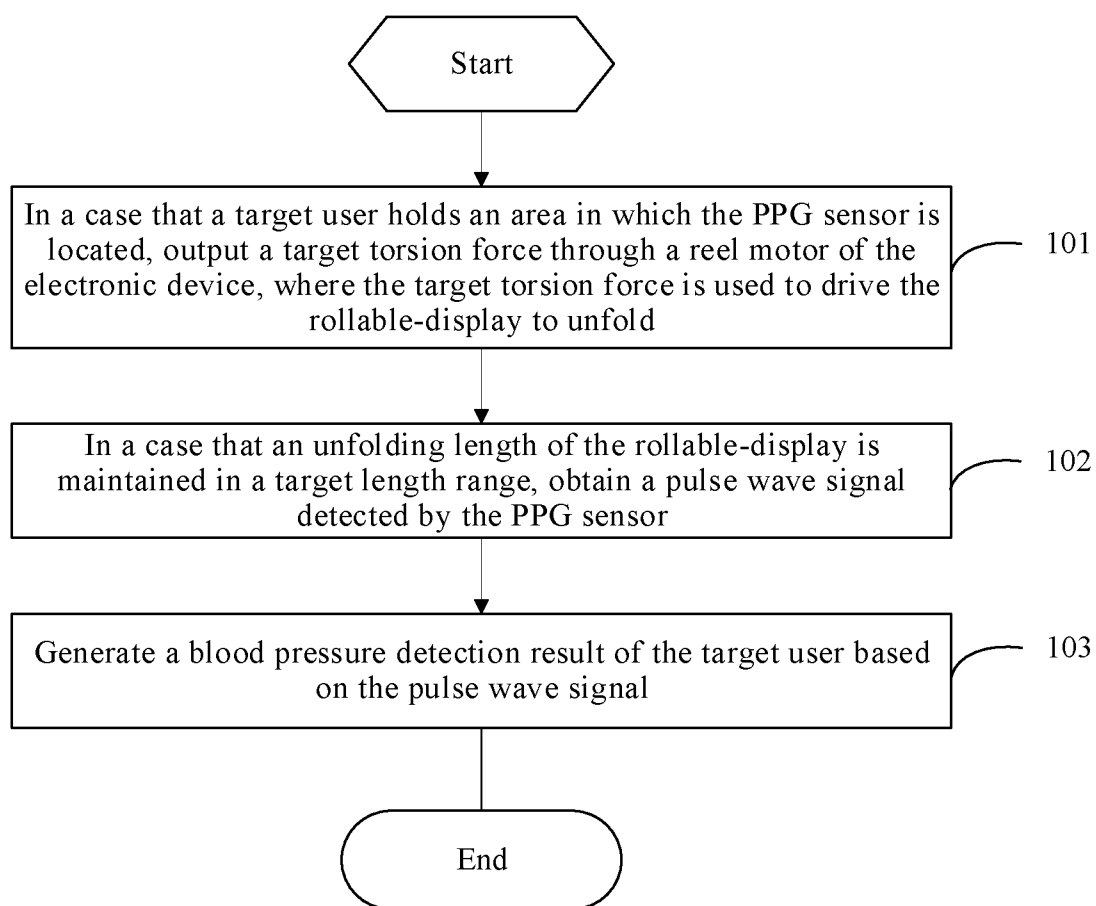 Start
In a case that a target user holds an area in which the PPG sensor is
located, output a target torsion force through a reel motor of the
electronic device, where the target torsion force is used to drive the
rollable-display to unfold
101
In a case that an unfolding length of the rollable-display is
maintained in a target length range, obtain a pulse wave signal
detected by the PPG sensor
102
Generate a blood pressure detection result of the target user based
on the pulse wave signal
103
End